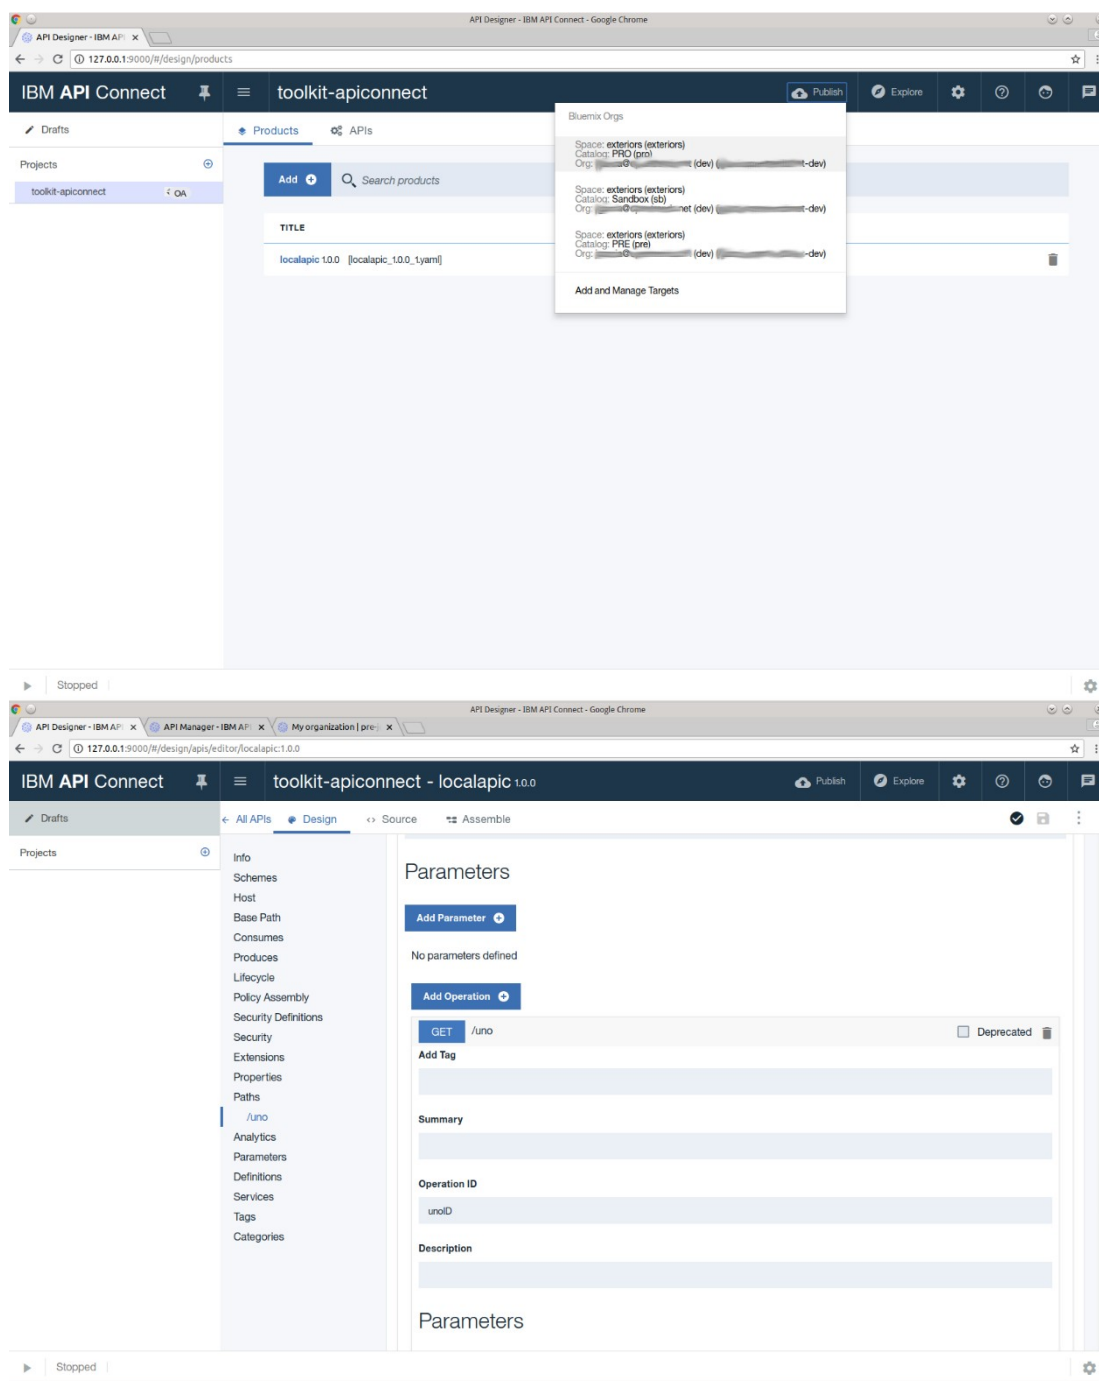 API Designer - IBM API Connect - Google Chrome
API Designer - IBM AP
127.0.0.1:9000/#/design/products
IBM API Connect
toolkit-apiconnect
Publish
Explore
Drafts
Products
APIs
Bluemix Orgs
Projects
toolkit-apiconnect
OA
Add
Search products
Space: exteriors (exteriors)
Catalog: PRO (pro)
Org: (dev) ( t-dev)
Space: exteriors (exteriors)
Catalog: Sandbox (sb)
Org: net (dev) ( t-dev)
Space: exteriors (exteriors)
Catalog: PRE (pre)
Org: (dev) ( -dev)
Add and Manage Targets
TITLE
localapic 1.0.0 [localapic_1.0.0_1.yaml]
Stopped
API Designer - IBM API Connect - Google Chrome
API Designer - IBM AP
API Manager - IBM AP
My organization | pre-
127.0.0.1:9000/#/design/apis/editor/localapic:1.0.0
IBM API Connect
toolkit-apiconnect - localapic 1.0.0
Publish
Explore
Drafts
All APIs
Design
Source
Assemble
Projects
Info
Schemes
Host
Base Path
Consumes
Produces
Lifecycle
Policy Assembly
Security Definitions
Security
Extensions
Properties
Paths
/uno
Analytics
Parameters
Definitions
Services
Tags
Categories
Parameters
Add Parameter
No parameters defined
Add Operation
GET /uno
Deprecated
Add Tag
Summary
Operation ID
unoID
Description
Parameters
Stopped